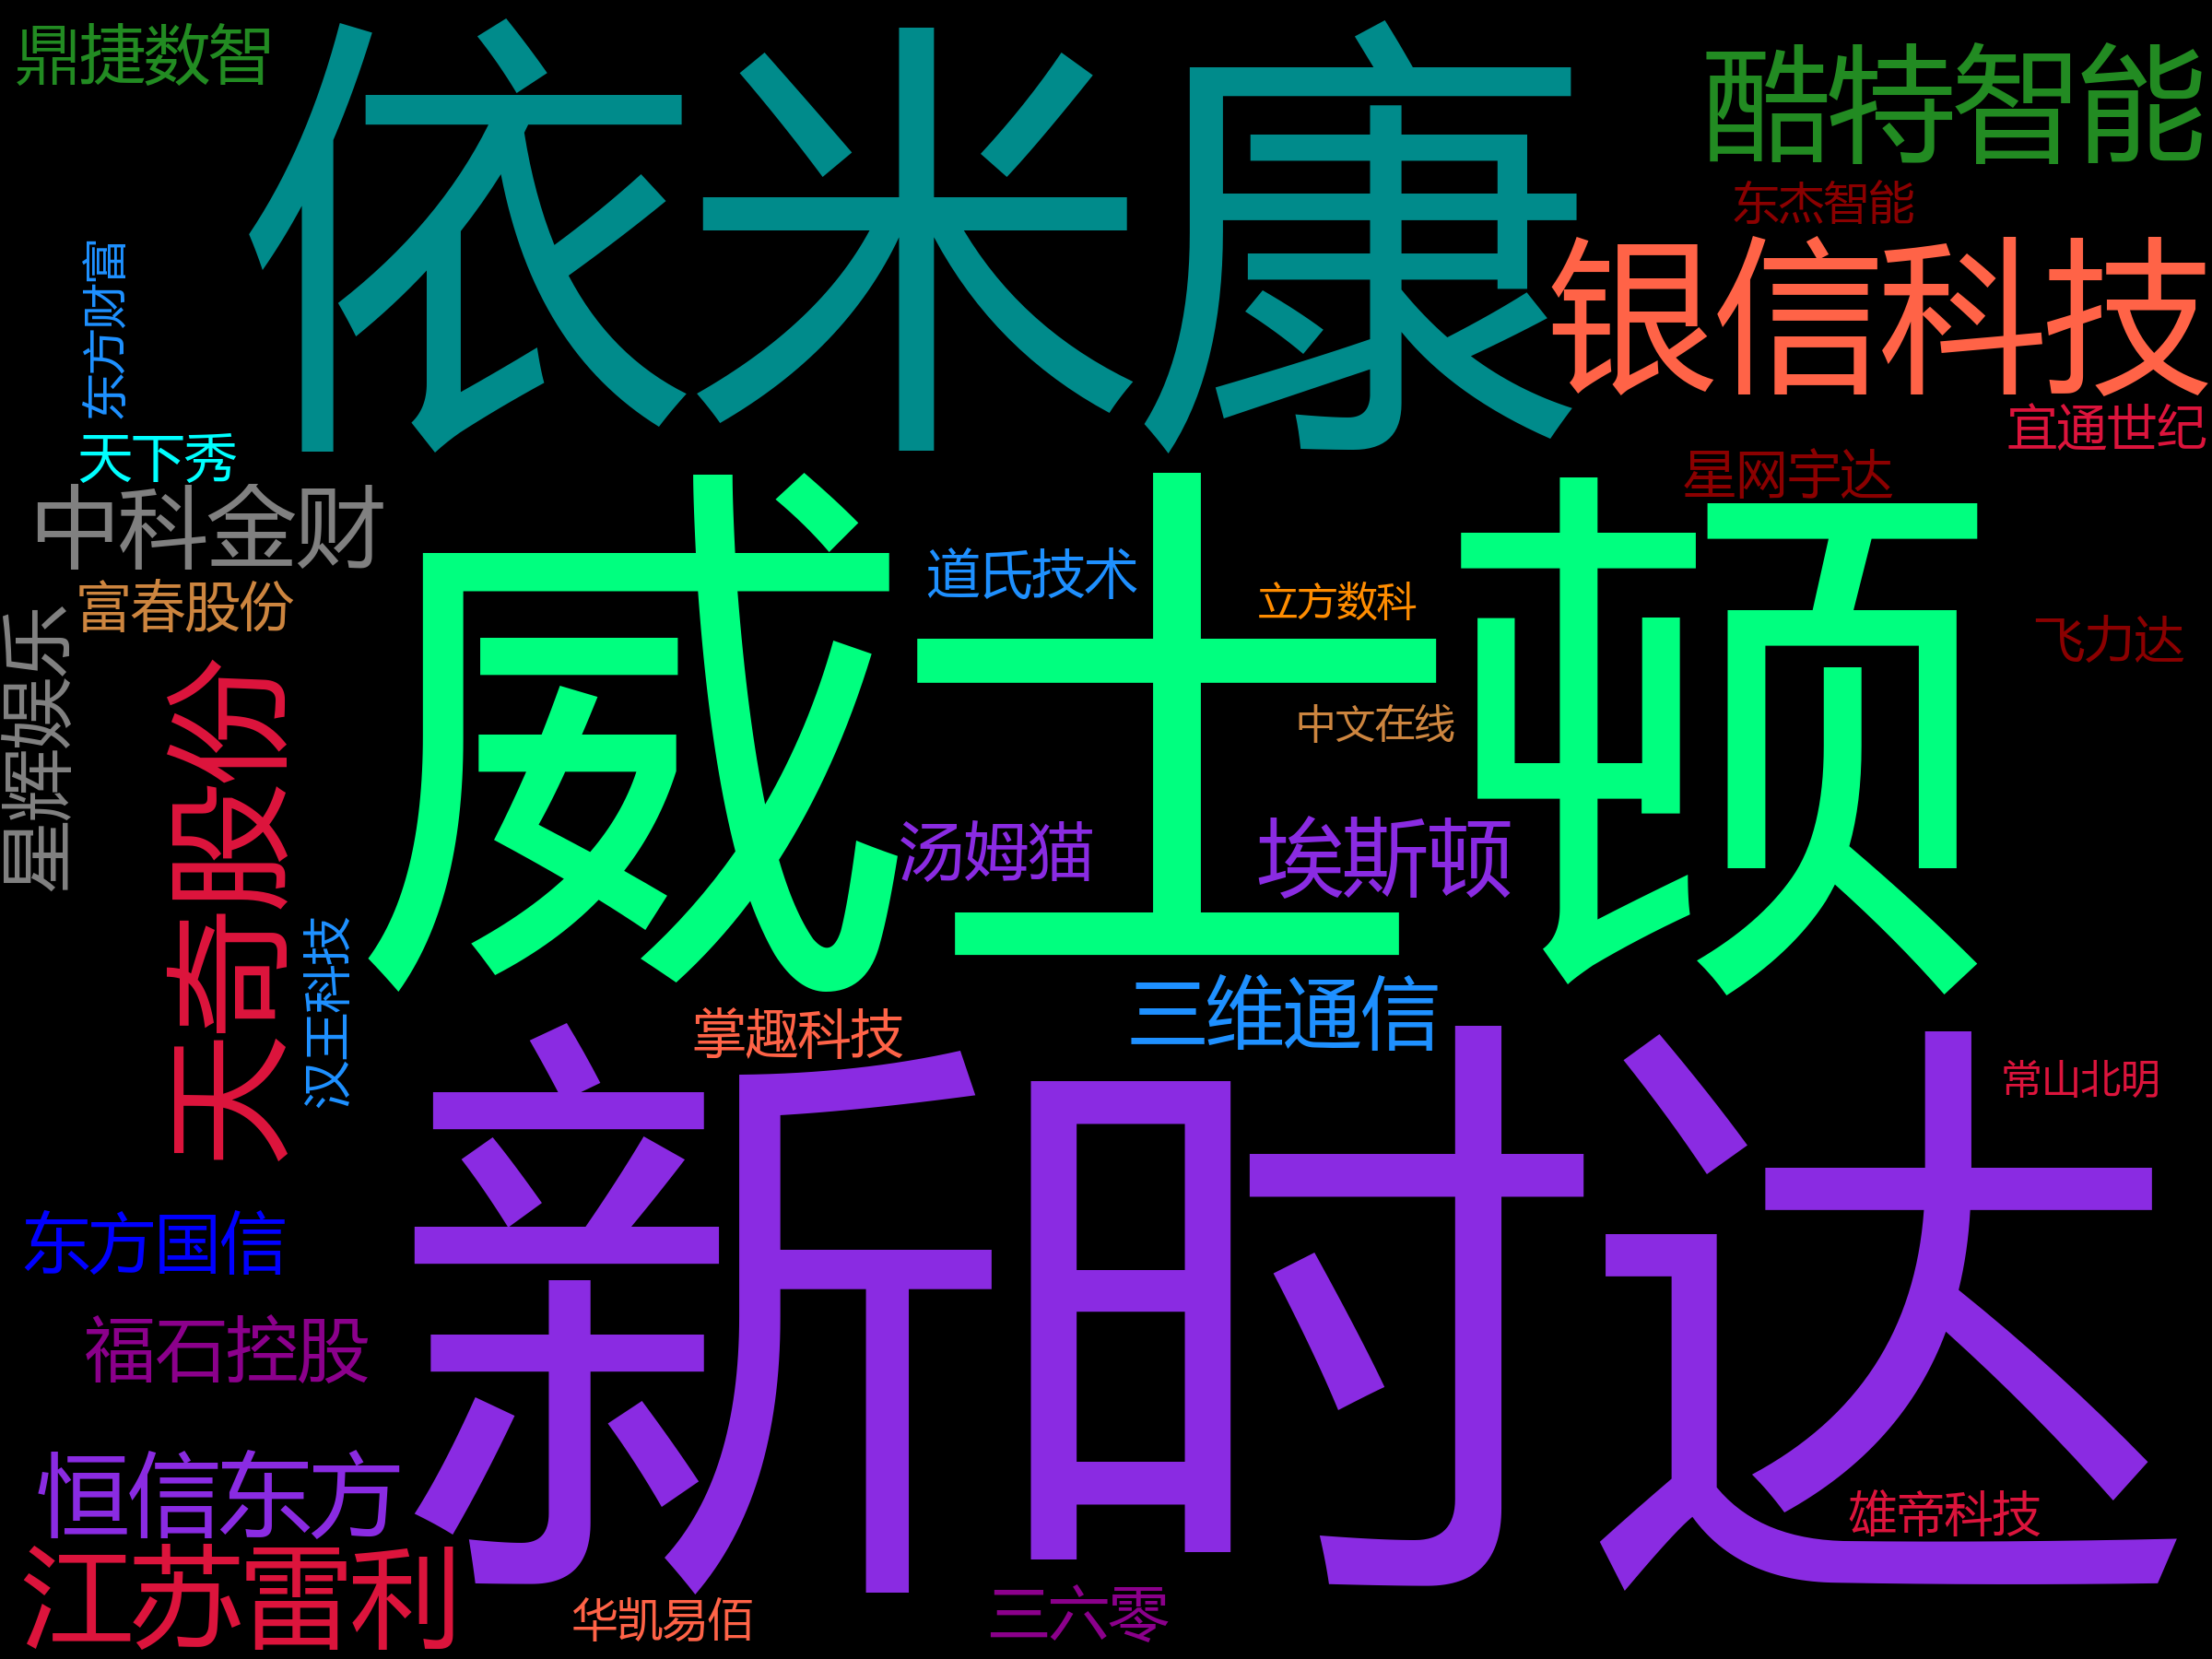 鼎捷数智
依米康
酷特智能
东杰智能
银信科技
东方财富
宜通世纪
天下秀
星网宇达
中科金财
威士顿
道氏技术
立方数科
富春股份
飞力达
星辉娱乐
中文在线
天奇股份
汤姆猫
埃斯顿
汉王科技
三维通信
掌趣科技
新时达
常山北明
东方国信
福石控股
恒信东方
雄帝科技
江苏雷利
华凯易佰
三六零